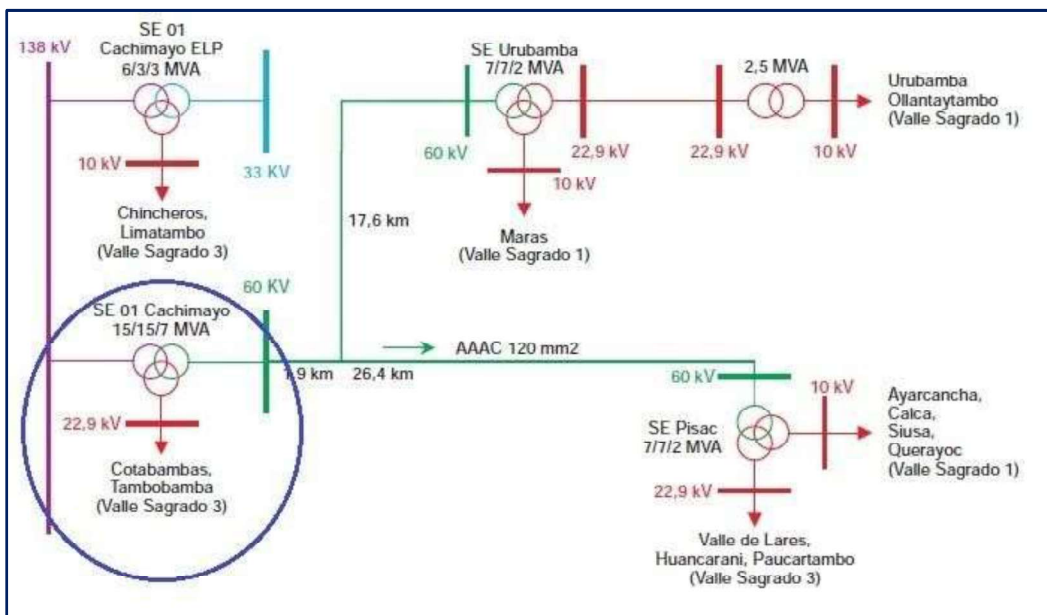 138 kV
SE 01
Cachimayo ELP
6/3/3 MVA
10 kV
33 KV
Chincheros,
Limatambo
(Valle Sagrado 3)
SE Urubamba
7/7/2 MVA
60 kV
22,9 kV
10 kV
Maras
(Valle Sagrado 1)
2,5 MVA
22,9 kV
10 kV
Urubamba
Ollantaytambo
(Valle Sagrado 1)
17,6 km
60 KV
SE 01 Cachimayo
15/15/7 MVA
22,9 kV
Cotabambas,
Tambobamba
(Valle Sagrado 3)
1,9 km
26,4 km
AAAC 120 mm2
60 kV
SE Pisac
7/7/2 MVA
10 kV
Ayarcancha,
Calca,
Siusa,
Querayoc
(Valle Sagrado 1)
22,9 kV
Valle de Lares,
Huancarani, Paucartambo
(Valle Sagrado 3)